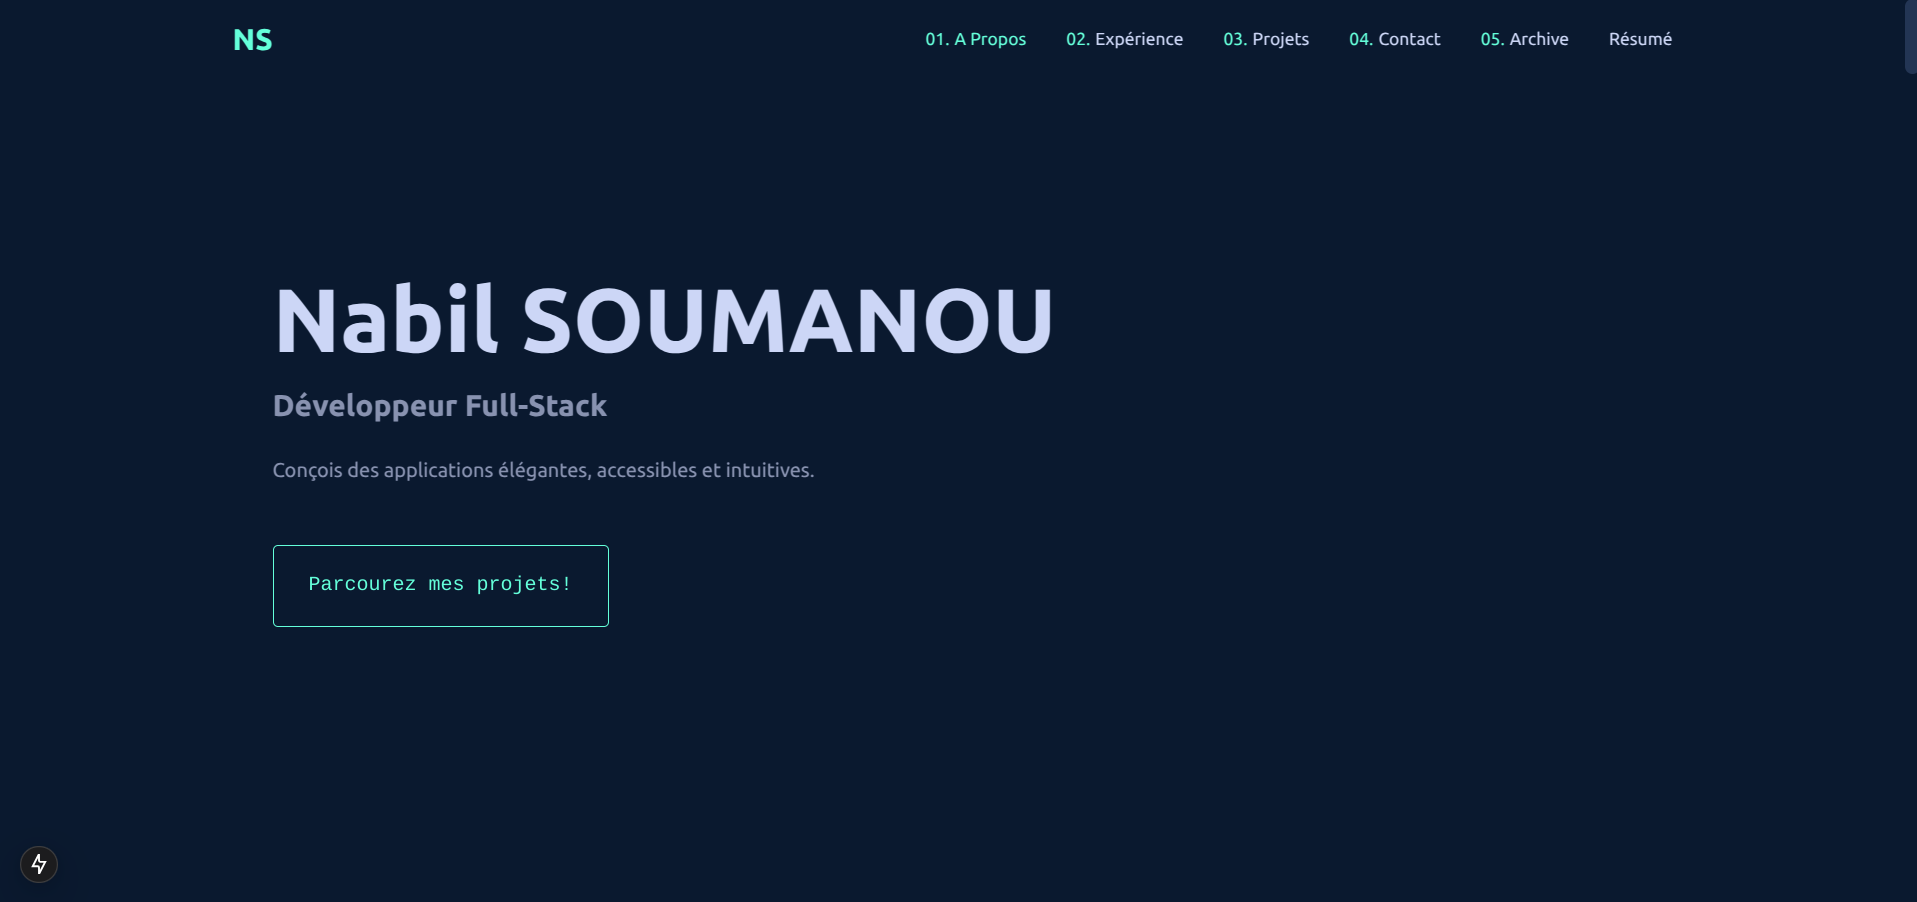 NS
01. A Propos 02. Expérience 03. Projets 04. Contact 05. Archive Résumé
Nabil SOUMANOU
Développeur Full-Stack
Conçois des applications élégantes, accessibles et intuitives.
Parcourez mes projets!